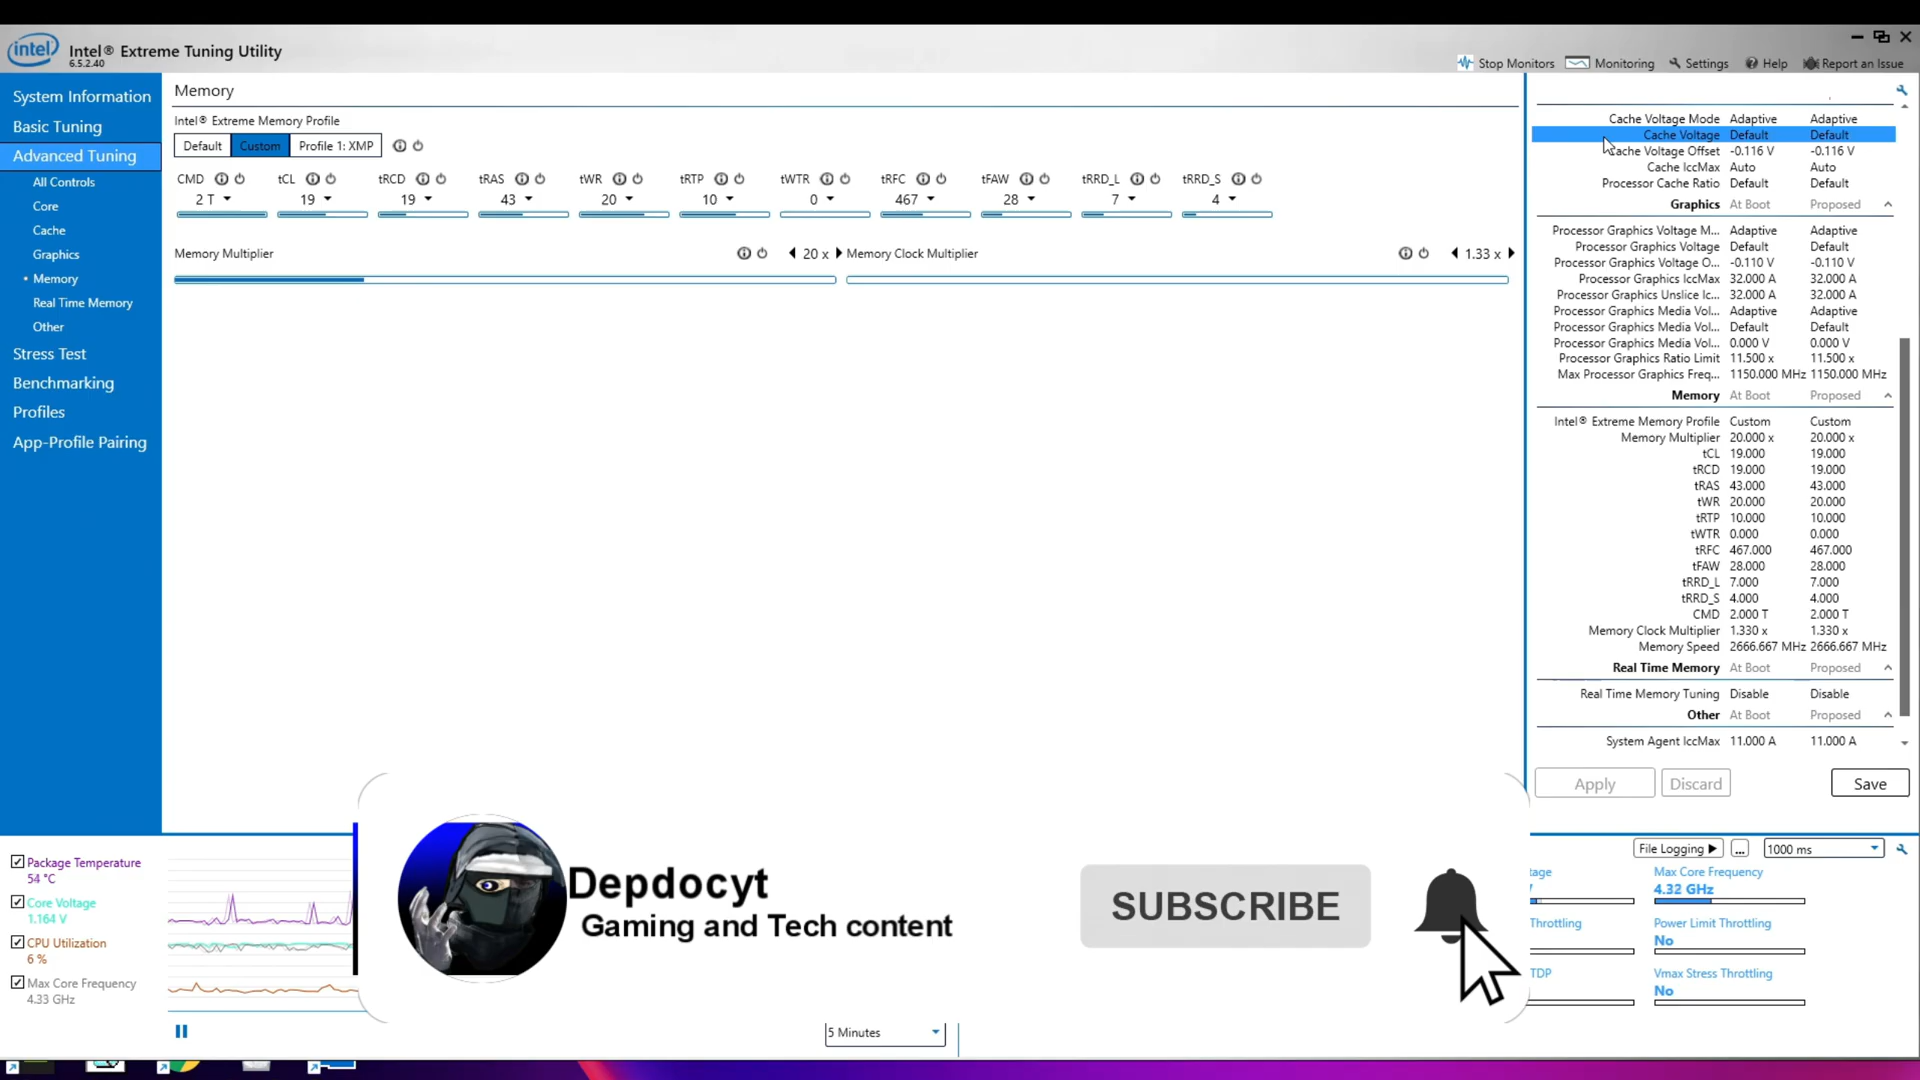 intel
Intel® Extreme Tuning Utility
6.5.2.40
Stop Monitors
Monitoring
Settings
Help
Report an Issue
System Information
Basic Tuning
Advanced Tuning
All Controls
Core
Cache
Graphics
• Memory
Real Time Memory
Other
Stress Test
Benchmarking
Profiles
App-Profile Pairing
Memory
Intel® Extreme Memory Profile
Default
Custom
Profile 1: XMP
CMD tCL tRCD tRAS tWR tRTP tWTR tRFC tFAW tRRD_L tRRD_S
2 T 19 19 43 20 10 0 467 28 7 4
Memory Multiplier 20 x
Memory Clock Multiplier 1.33 x
Cache Voltage Mode Adaptive Adaptive
Cache Voltage Default Default
Cache Voltage Offset -0.116 V -0.116 V
Cache IccMax Auto Auto
Processor Cache Ratio Default Default
Graphics At Boot Proposed
Processor Graphics Voltage M... Adaptive Adaptive
Processor Graphics Voltage Default Default
Processor Graphics Voltage O... -0.110 V -0.110 V
Processor Graphics IccMax 32.000 A 32.000 A
Processor Graphics Unslice Ic... 32.000 A 32.000 A
Processor Graphics Media Vol... Adaptive Adaptive
Processor Graphics Media Vol... Default Default
Processor Graphics Media Vol... 0.000 V 0.000 V
Processor Graphics Ratio Limit 11.500 x 11.500 x
Max Processor Graphics Freq... 1150.000 MHz 1150.000 MHz
Memory At Boot Proposed
Intel® Extreme Memory Profile Custom Custom
Memory Multiplier 20.000 x 20.000 x
tCL 19.000 19.000
tRCD 19.000 19.000
tRAS 43.000 43.000
tWR 20.000 20.000
tRTP 10.000 10.000
tWTR 0.000 0.000
tRFC 467.000 467.000
tFAW 28.000 28.000
tRRD_L 7.000 7.000
tRRD_S 4.000 4.000
CMD 2.000 T 2.000 T
Memory Clock Multiplier 1.330 x 1.330 x
Memory Speed 2666.667 MHz 2666.667 MHz
Real Time Memory At Boot Proposed
Real Time Memory Tuning Disable Disable
Other At Boot Proposed
System Agent IccMax 11.000 A 11.000 A
Apply
Discard
Save
Package Temperature
54 °C
Core Voltage
1.164 V
CPU Utilization
6 %
Max Core Frequency
4.33 GHz
Depdocyt
Gaming and Tech content
SUBSCRIBE
5 Minutes
File Logging
...
1000 ms
tage
Max Core Frequency
4.32 GHz
Throttling
Power Limit Throttling
No
TDP
Vmax Stress Throttling
No